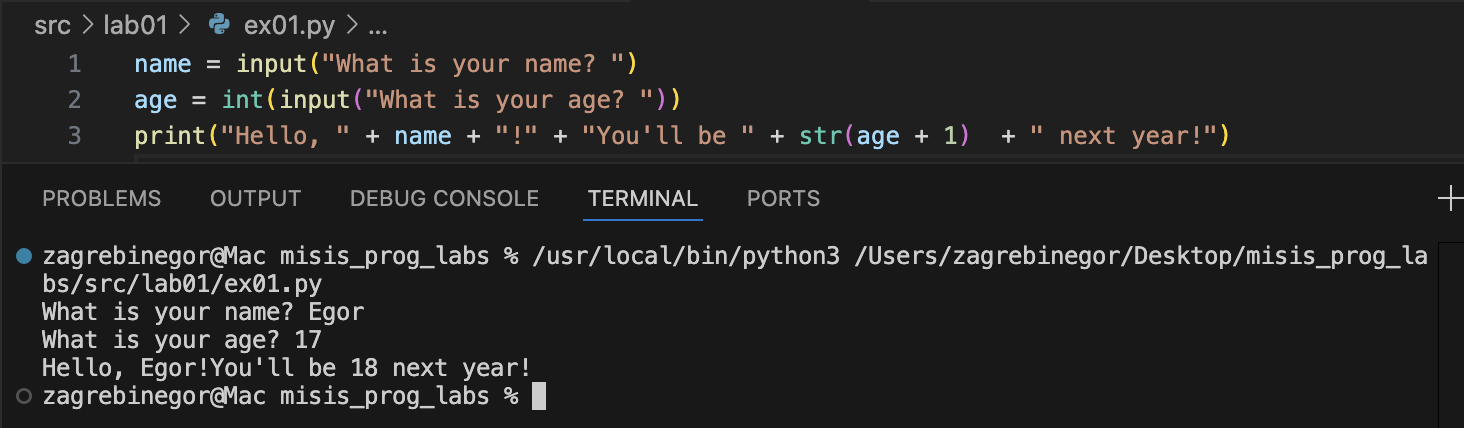 src > lab01 > ex01.py > ...
1 name = input("What is your name? ")
2 age = int(input("What is your age? "))
3 print("Hello, " + name + "!" + "You'll be " + str(age + 1)  + " next year!")
PROBLEMS OUTPUT DEBUG CONSOLE TERMINAL PORTS
zagrebinegor@Mac misis_prog_labs % /usr/local/bin/python3 /Users/zagrebinegor/Desktop/misis_prog_la
bs/src/lab01/ex01.py
What is your name? Egor
What is your age? 17
Hello, Egor!You'll be 18 next year!
zagrebinegor@Mac misis_prog_labs %